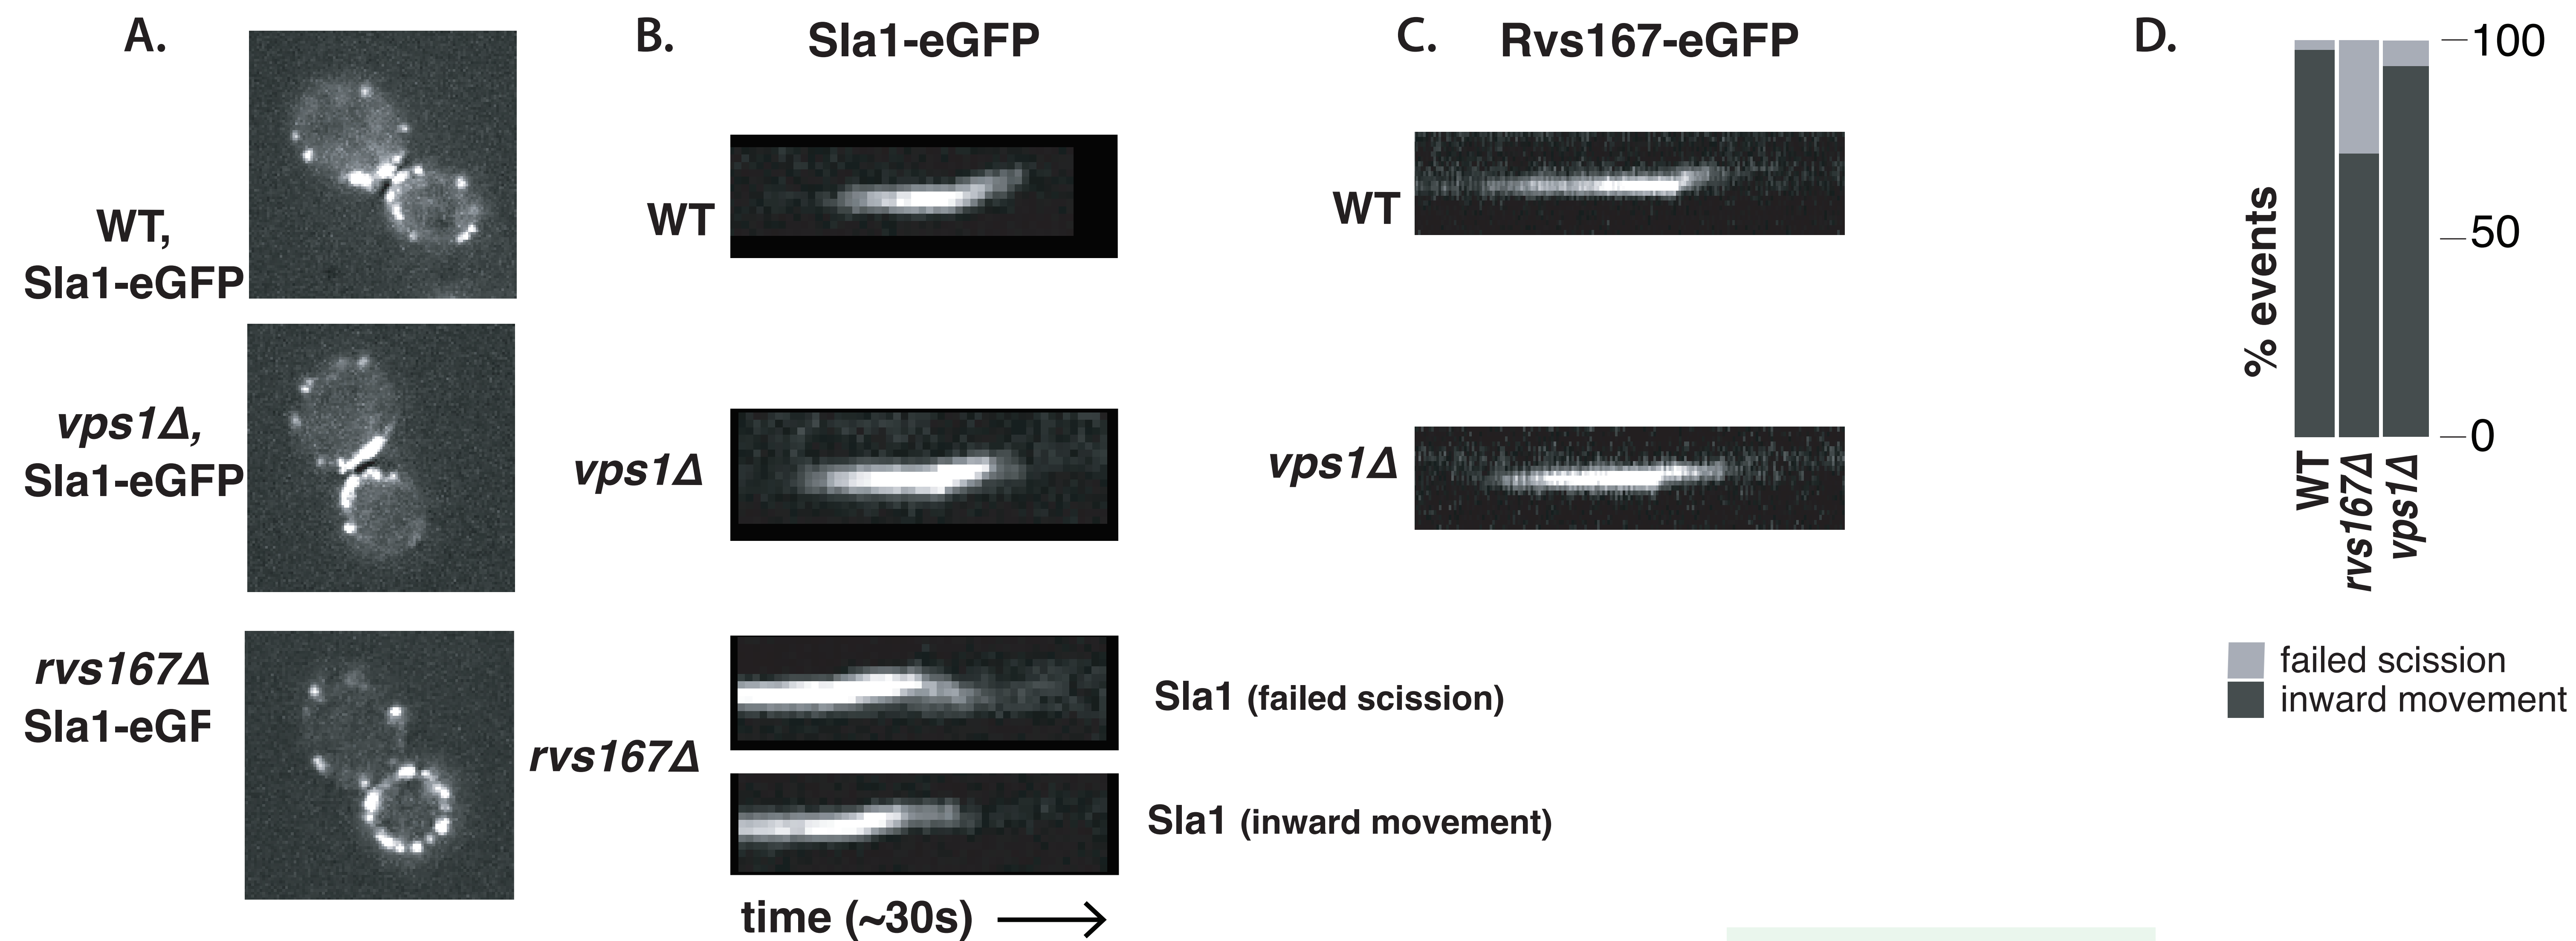 A.
WT,
Sla1-eGFP
vps1Δ,
Sla1-eGFP
rvs167Δ
Sla1-eGF
B.
Sla1-eGFP
WT
vps1Δ
rvs167Δ
Sla1 (failed scission)
Sla1 (inward movement)
time (~30s)
C.
Rvs167-eGFP
WT
vps1Δ
D.
% events
100
50
0
WT
rvs167Δ
vps1Δ
failed scission
inward movement